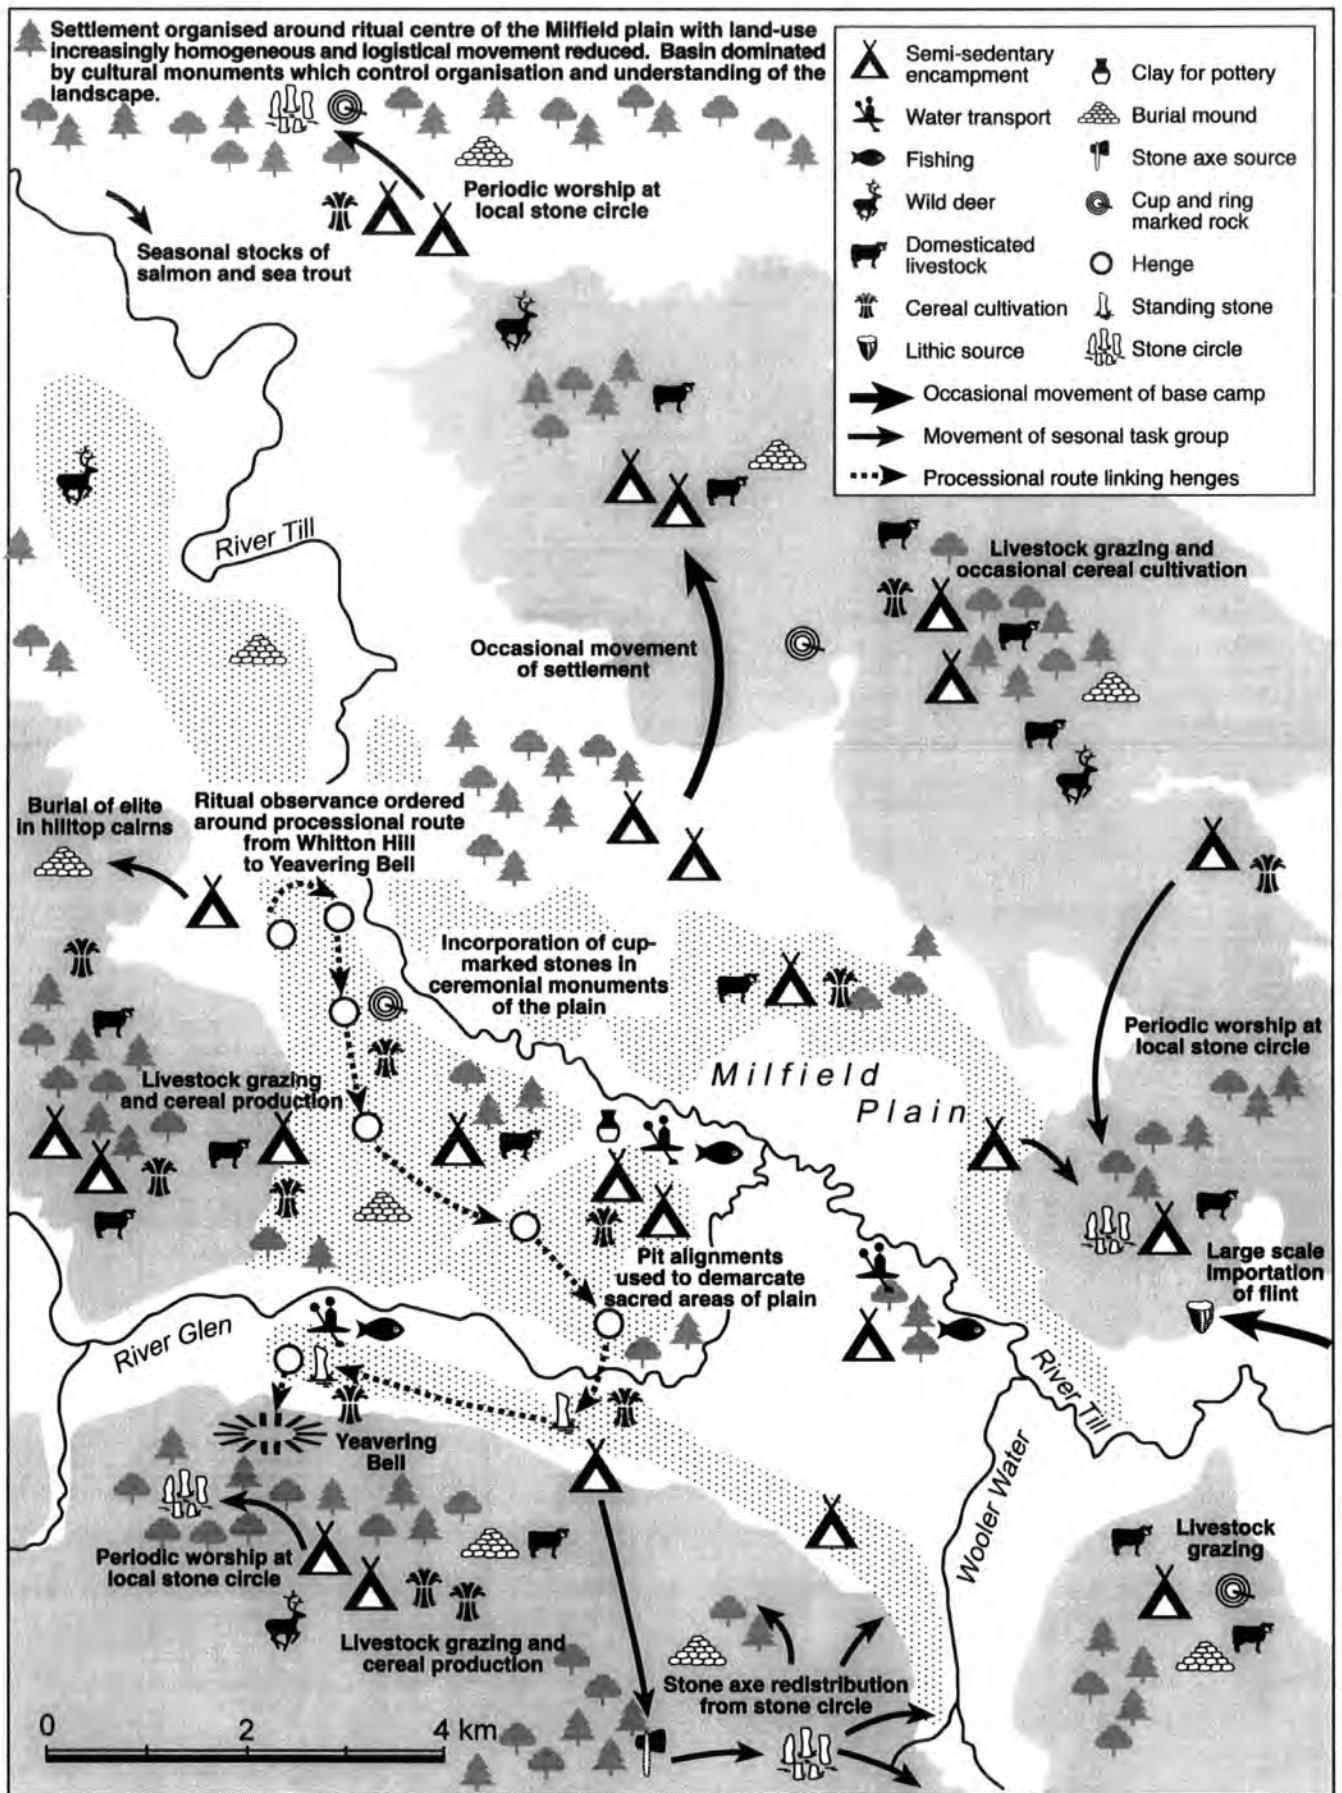 Settlement organised around ritual centre of the Milfield plain with land-use
increasingly homogeneous and logistical movement reduced. Basin dominated
by cultural monuments which control organisation and understanding of the
landscape.
Semi-sedentary
encampment
Water transport
Fishing
Wild deer
Domesticated
livestock
Cereal cultivation
Lithic source
Clay for pottery
Burial mound
Stone axe source
Cup and ring
marked rock
Henge
Standing stone
Stone circle
Occasional movement of base camp
Movement of sesonal task group
Processional route linking henges
Periodic worship at
local stone circle
Seasonal stocks of
salmon and sea trout
River Till
Livestock grazing and
occasional cereal cultivation
Occasional movement
of settlement
Burial of elite
in hilltop cairns
Ritual observance ordered
around processional route
from Whitton Hill
to Yeavering Bell
Incorporation of cup-
marked stones in
ceremonial monuments
of the plain
Periodic worship at
local stone circle
Milfield
Plain
Livestock grazing
and cereal production
Pit alignments
used to demarcate
sacred areas of plain
Large scale
importation
of flint
River Glen
River Till
Yeavering
Bell
Wooler Water
Periodic worship at
local stone circle
Livestock
grazing
Livestock grazing and
cereal production
Stone axe redistribution
from stone circle
0 2 4 km